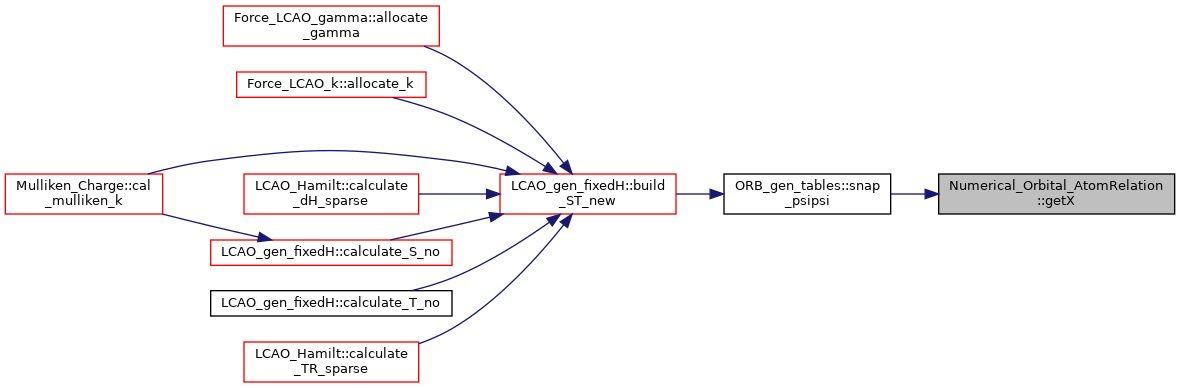 Force_LCAO_gamma::allocate
_gamma
Force_LCAO_k::allocate_k
Mulliken_Charge::cal
_mulliken_k
LCAO_Hamilt::calculate
_dH_sparse
LCAO_gen_fixedH::build
_ST_new
ORB_gen_tables::snap
_psipsi
Numerical_Orbital_AtomRelation
::getX
LCAO_gen_fixedH::calculate_S_no
LCAO_gen_fixedH::calculate_T_no
LCAO_Hamilt::calculate
_TR_sparse